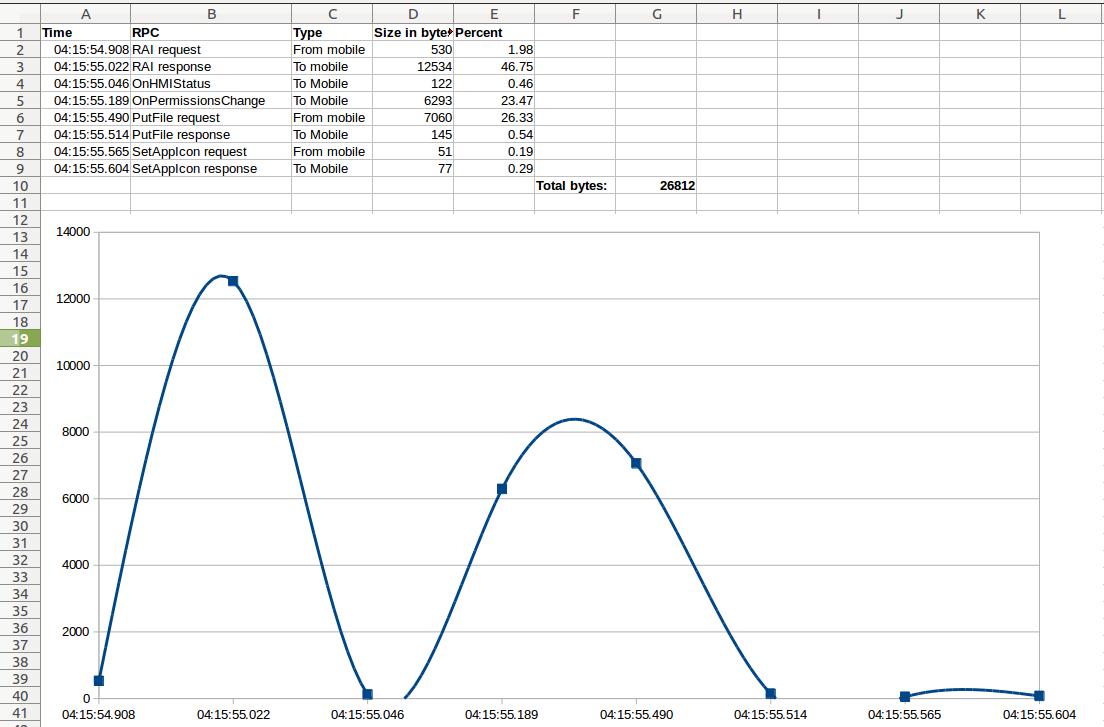 A B C D E F G H I J K L
1 Time RPC Type Size in byte Percent
2 04:15:54.908 RAI request From mobile 530 1.98
3 04:15:55.022 RAI response To mobile 12534 46.75
4 04:15:55.046 OnHMIStatus To Mobile 122 0.46
5 04:15:55.189 OnPermissionsChange To Mobile 6293 23.47
6 04:15:55.490 PutFile request From mobile 7060 26.33
7 04:15:55.514 PutFile response To Mobile 145 0.54
8 04:15:55.565 SetAppIcon request From mobile 51 0.19
9 04:15:55.604 SetAppIcon response To Mobile 77 0.29
10 Total bytes: 26812
11
12
13 14000
14
15
16
17 12000
18
19
20
21 10000
22
23
24
25 8000
26
27
28
29 6000
30
31
32
33 4000
34
35
36
37 2000
38
39
40 0
41 04:15:54.908 04:15:55.022 04:15:55.046 04:15:55.189 04:15:55.490 04:15:55.514 04:15:55.565 04:15:55.604